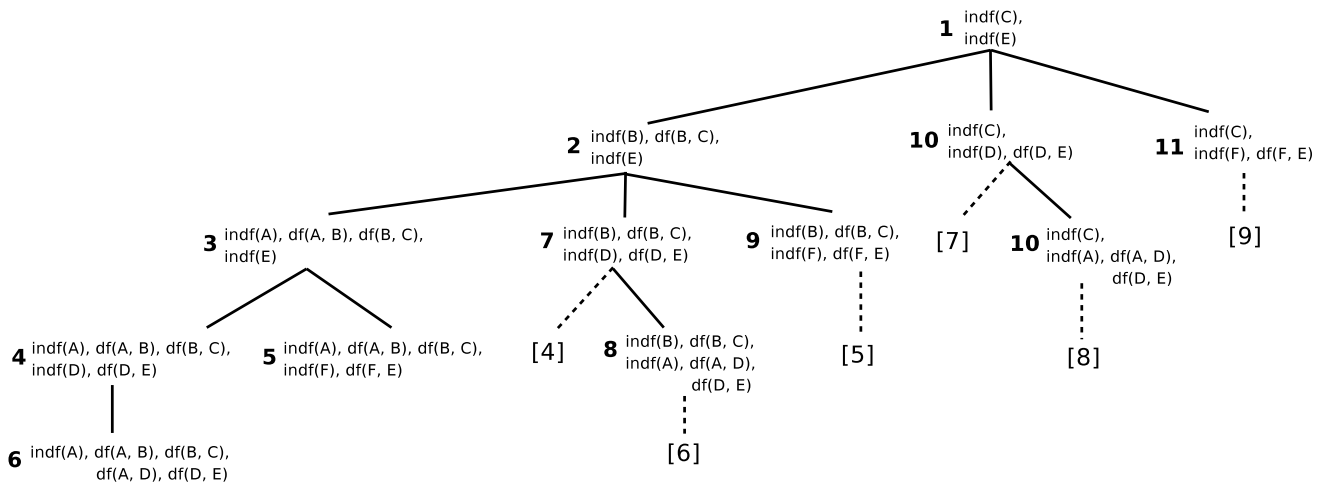 1 indf(C),
indf(E)
2 indf(B), df(B, C),
indf(E)
10 indf(C),
indf(D), df(D, E)
11 indf(C),
indf(F), df(F, E)
3 indf(A), df(A, B), df(B, C),
indf(E)
7 indf(B), df(B, C),
indf(D), df(D, E)
9 indf(B), df(B, C),
indf(F), df(F, E)
[7]
10 indf(C),
indf(A), df(A, D),
df(D, E)
[9]
4 indf(A), df(A, B), df(B, C),
indf(D), df(D, E)
5 indf(A), df(A, B), df(B, C),
indf(F), df(F, E)
[4]
8 indf(B), df(B, C),
indf(A), df(A, D),
df(D, E)
[5]
[8]
6 indf(A), df(A, B), df(B, C),
df(A, D), df(D, E)
[6]